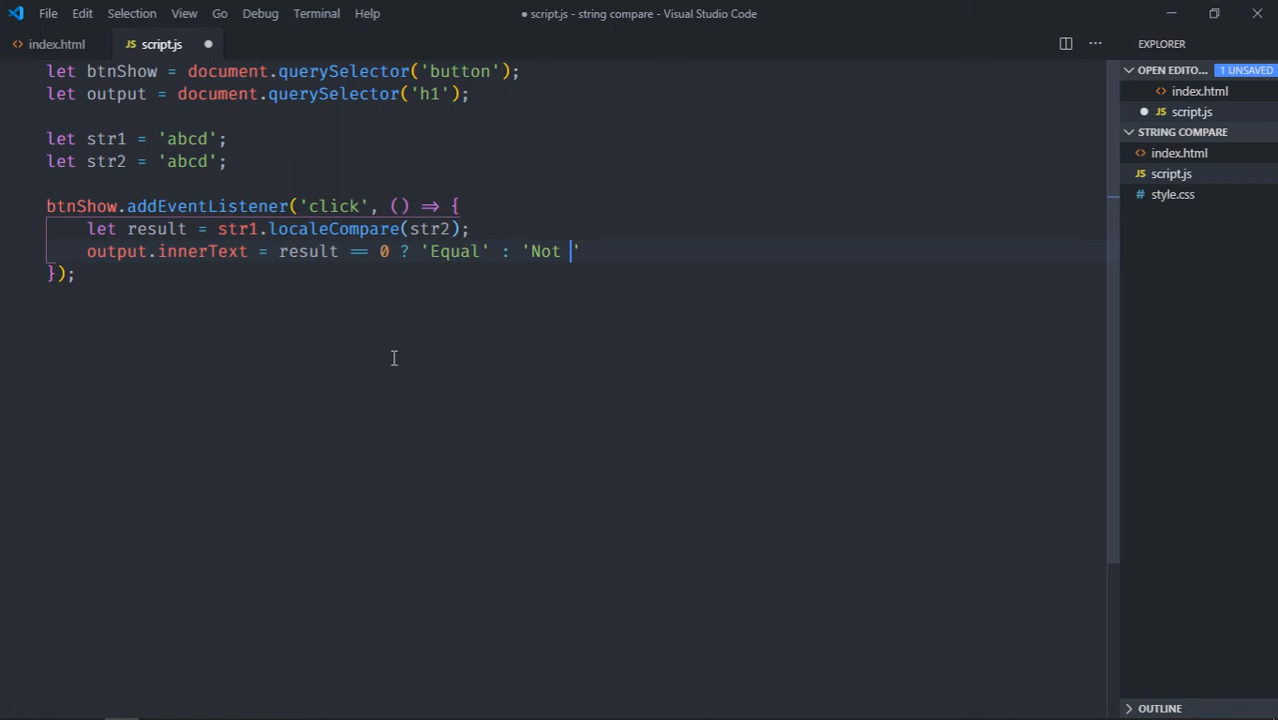 File Edit Selection View Go Debug Terminal Help
● script.js - string compare - Visual Studio Code
index.html
JS script.js
EXPLORER
OPEN EDITO... 1 UNSAVED
index.html
JS script.js
STRING COMPARE
index.html
JS script.js
# style.css
OUTLINE
let btnShow = document.querySelector('button');
let output = document.querySelector('h1');
let str1 = 'abcd';
let str2 = 'abcd';
btnShow.addEventListener('click', () => {
let result = str1.localeCompare(str2);
output.innerText = result == 0 ? 'Equal' : 'Not '
});